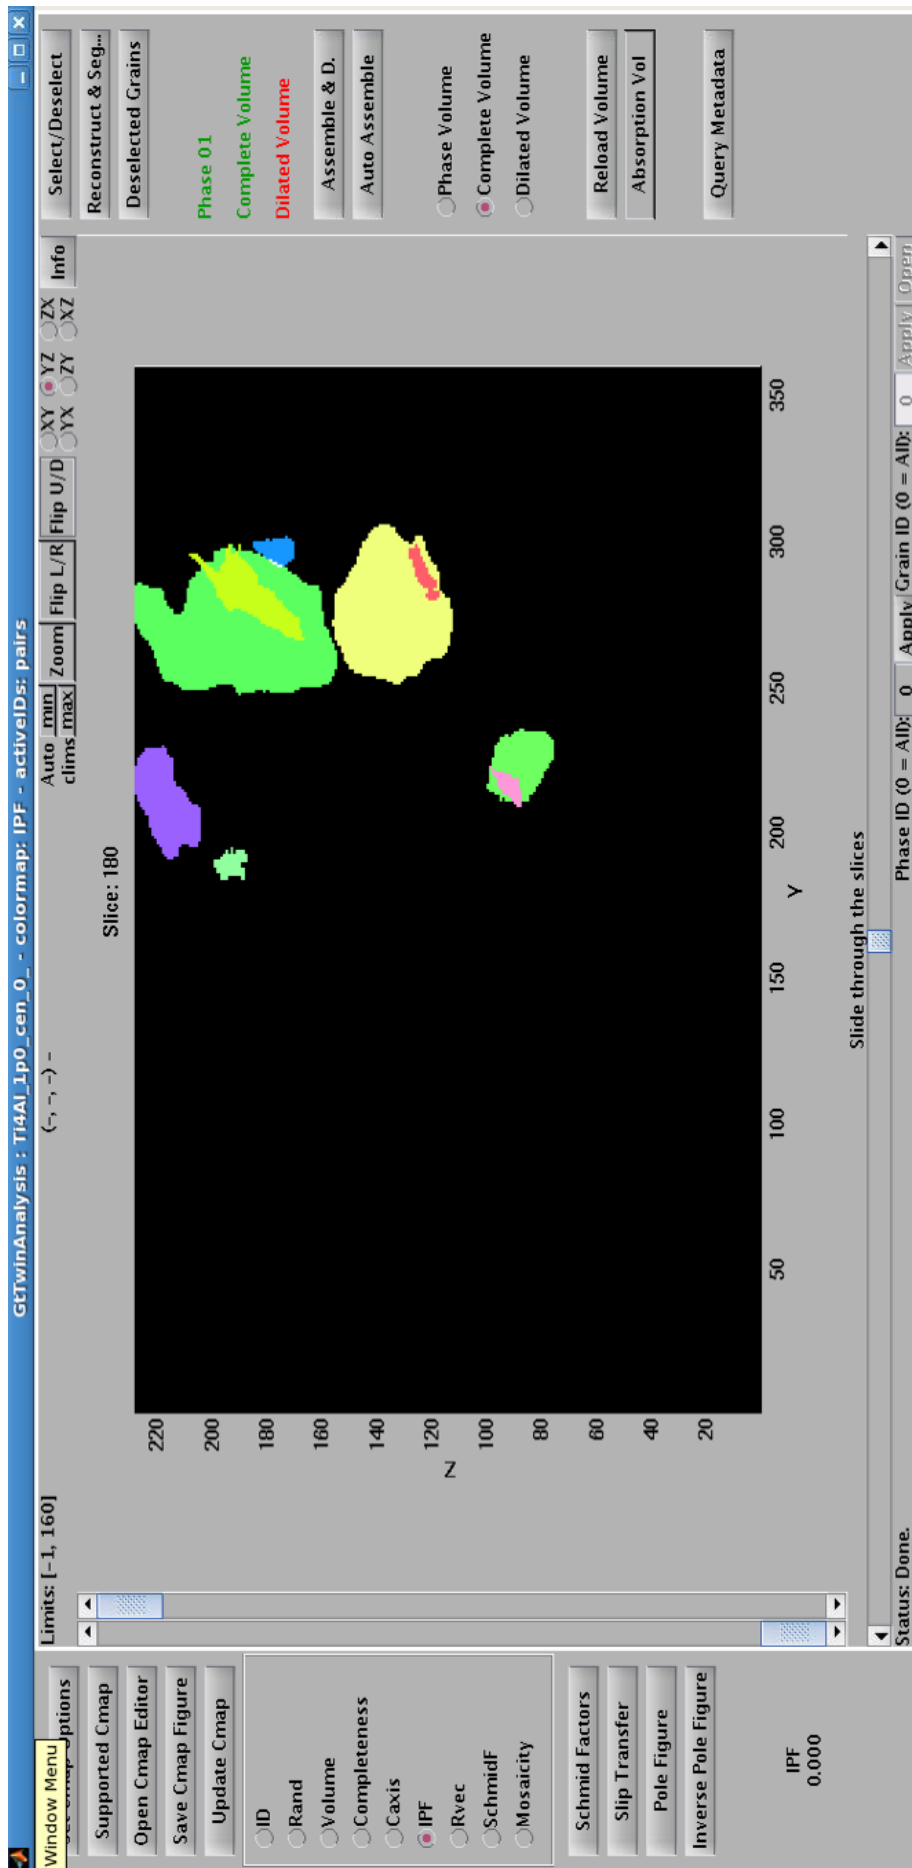 GtTwinAnalysis : Ti4Al_1p0_cen_0_ - colormap: IPF - activeIDs: pairs
Window Menu
Options
Supported Cmap
Open Cmap Editor
Save Cmap Figure
Update Cmap
ID
Rand
Volume
Completeness
Caxis
IPF
Rvec
SchmidF
Mosaicity
Schmid Factors
Slip Transfer
Pole Figure
Inverse Pole Figure
IPF
0.000
Limits: [-1, 160]
(-, -, -) -
Auto
clims
min
max
Zoom
Flip L/R
Flip U/D
XY
YZ
ZX
YX
ZY
XZ
Info
Slice: 180
220
200
180
160
140
120
100
80
60
40
20
Z
50
100
150
200
250
300
350
Y
Slide through the slices
Status: Done.
Phase ID (0 = All):
0
Apply
Grain ID (0 = All):
0
Apply
Open
Select/Deselect
Reconstruct & Seg...
Deselected Grains
Phase 01
Complete Volume
Dilated Volume
Assemble & D.
Auto Assemble
Phase Volume
Complete Volume
Dilated Volume
Reload Volume
Absorption Vol
Query Metadata